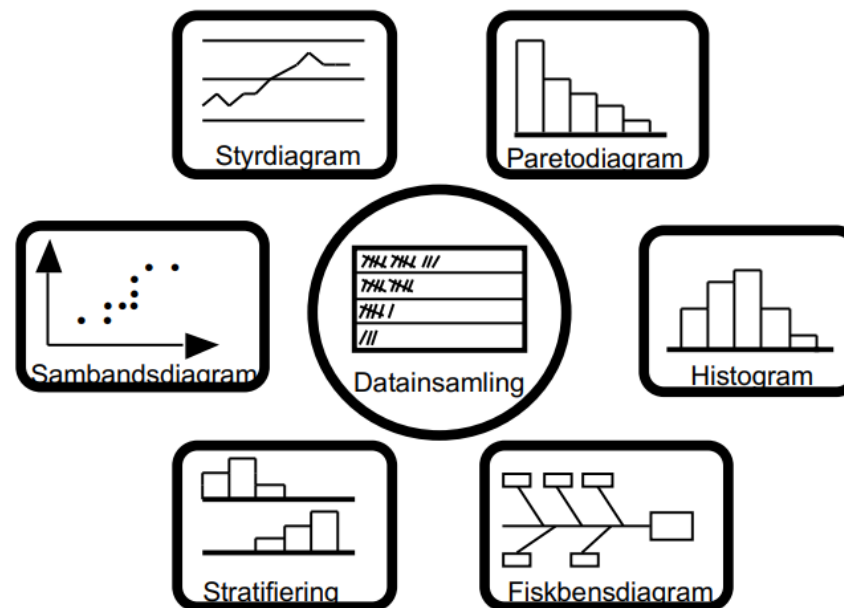 Styrdiagram
Paretodiagram
Sambandsdiagram
Datainsamling
Histogram
Stratifiering
Fiskbensdiagram